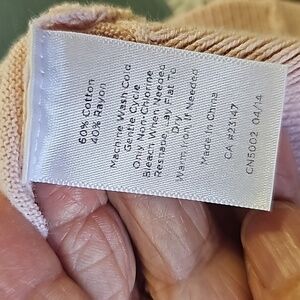 60% Cotton
40% Rayon
Machine Wash Cold
Gentle Cycle
Only Non-Chlorine
Bleach When Needed
Reshape, Lay Flat To
Dry
Warm Iron, If Needed
Made In China
CA #23147
CN5002 04/14